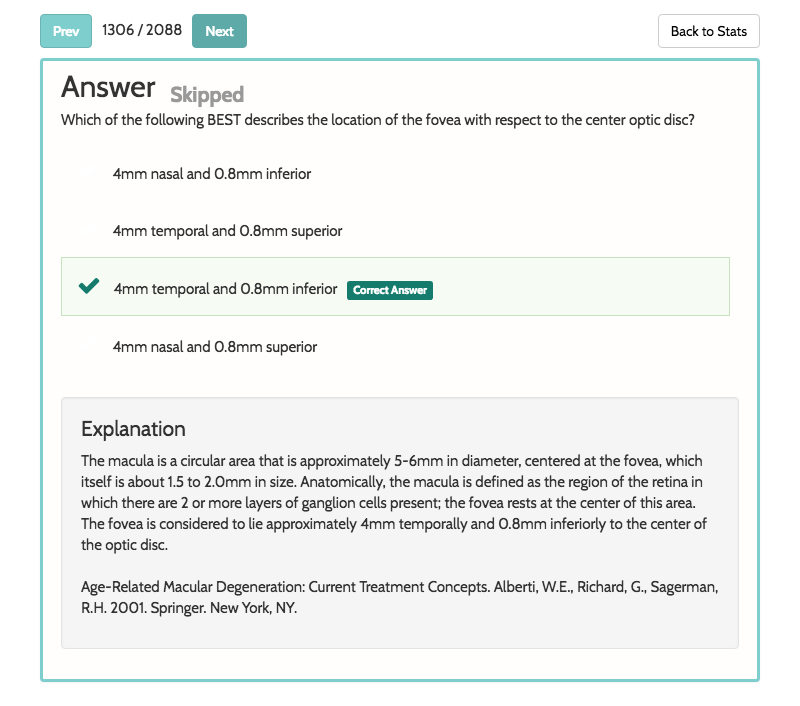 Prev 1306 / 2088 Next Back to Stats
Answer Skipped
Which of the following BEST describes the location of the fovea with respect to the center optic disc?
4mm nasal and 0.8mm inferior
4mm temporal and 0.8mm superior
4mm temporal and 0.8mm inferior Correct Answer
4mm nasal and 0.8mm superior
Explanation
The macula is a circular area that is approximately 5-6mm in diameter, centered at the fovea, which
itself is about 1.5 to 2.0mm in size. Anatomically, the macula is defined as the region of the retina in
which there are 2 or more layers of ganglion cells present; the fovea rests at the center of this area.
The fovea is considered to lie approximately 4mm temporally and 0.8mm inferiorly to the center of
the optic disc.
Age-Related Macular Degeneration: Current Treatment Concepts. Alberti, W.E., Richard, G., Sagerman,
R.H. 2001. Springer. New York, NY.